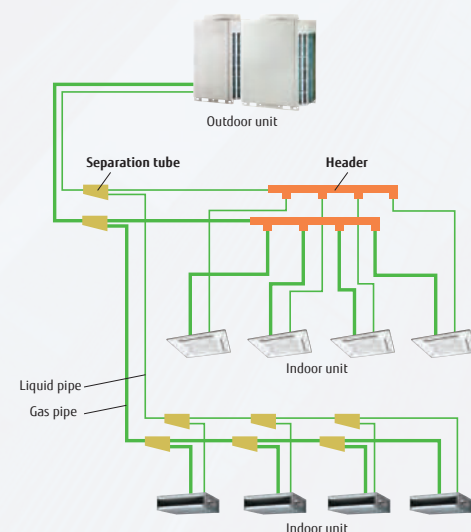 Outdoor unit
Separation tube
Header
Indoor unit
Liquid pipe
Gas pipe
Indoor unit